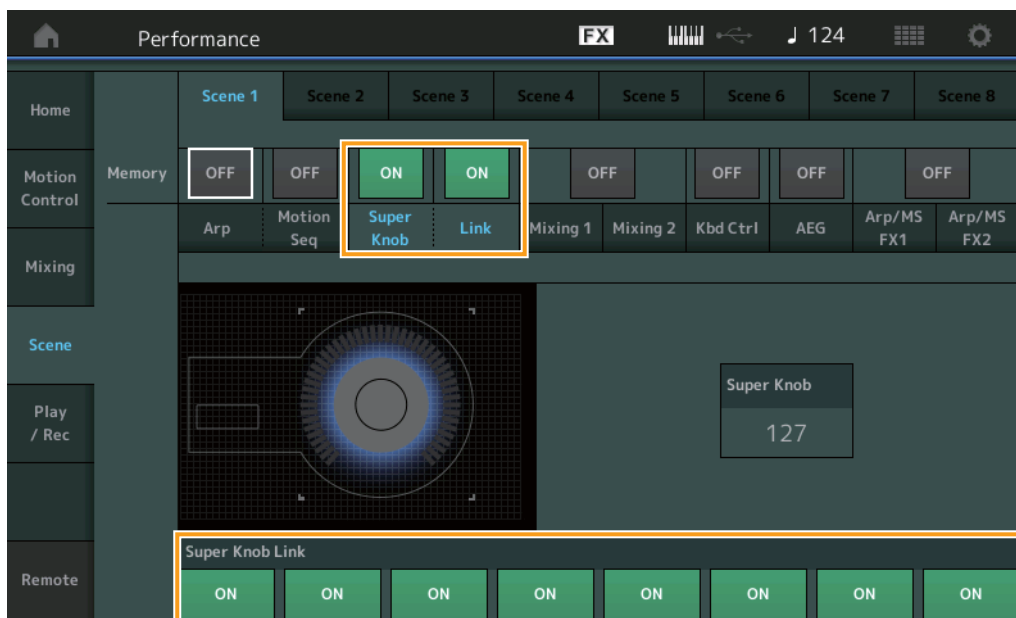 Performance FX ♩ 124
Home
Motion
Control
Mixing
Scene
Play
/ Rec
Remote
Scene 1 Scene 2 Scene 3 Scene 4 Scene 5 Scene 6 Scene 7 Scene 8
Memory OFF OFF ON ON OFF OFF OFF OFF
Arp Motion Seq Super Knob Link Mixing 1 Mixing 2 Kbd Ctrl AEG Arp/MS FX1 Arp/MS FX2
Super Knob
127
Super Knob Link
ON ON ON ON ON ON ON ON